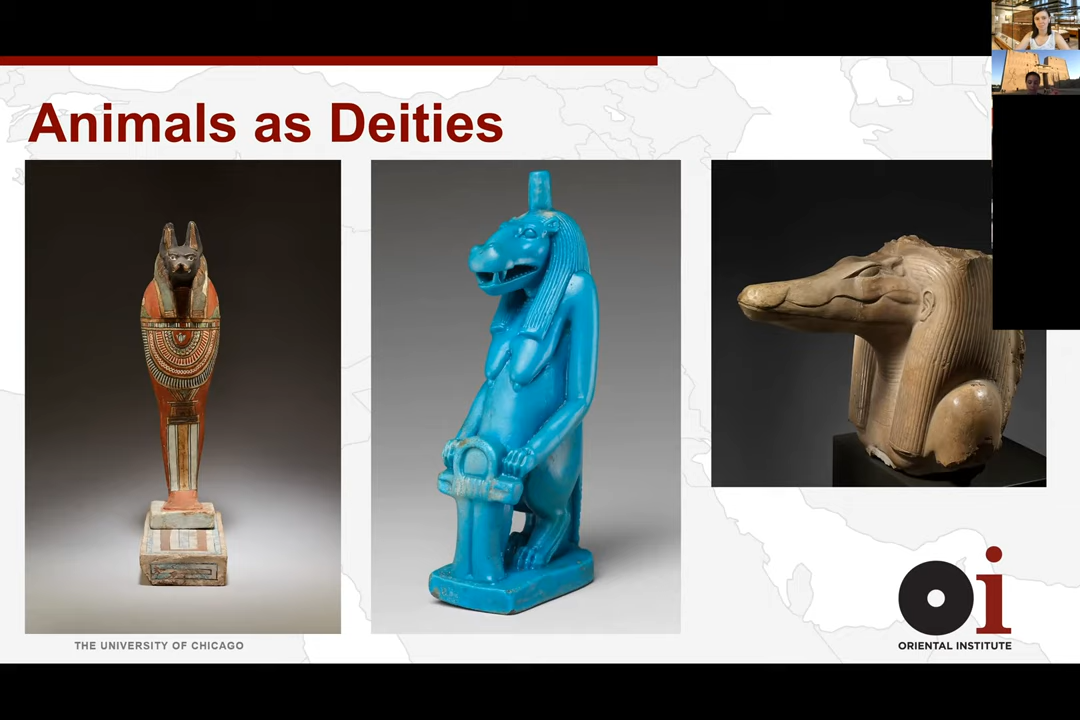 Animals as Deities
THE UNIVERSITY OF CHICAGO
oi
ORIENTAL INSTITUTE